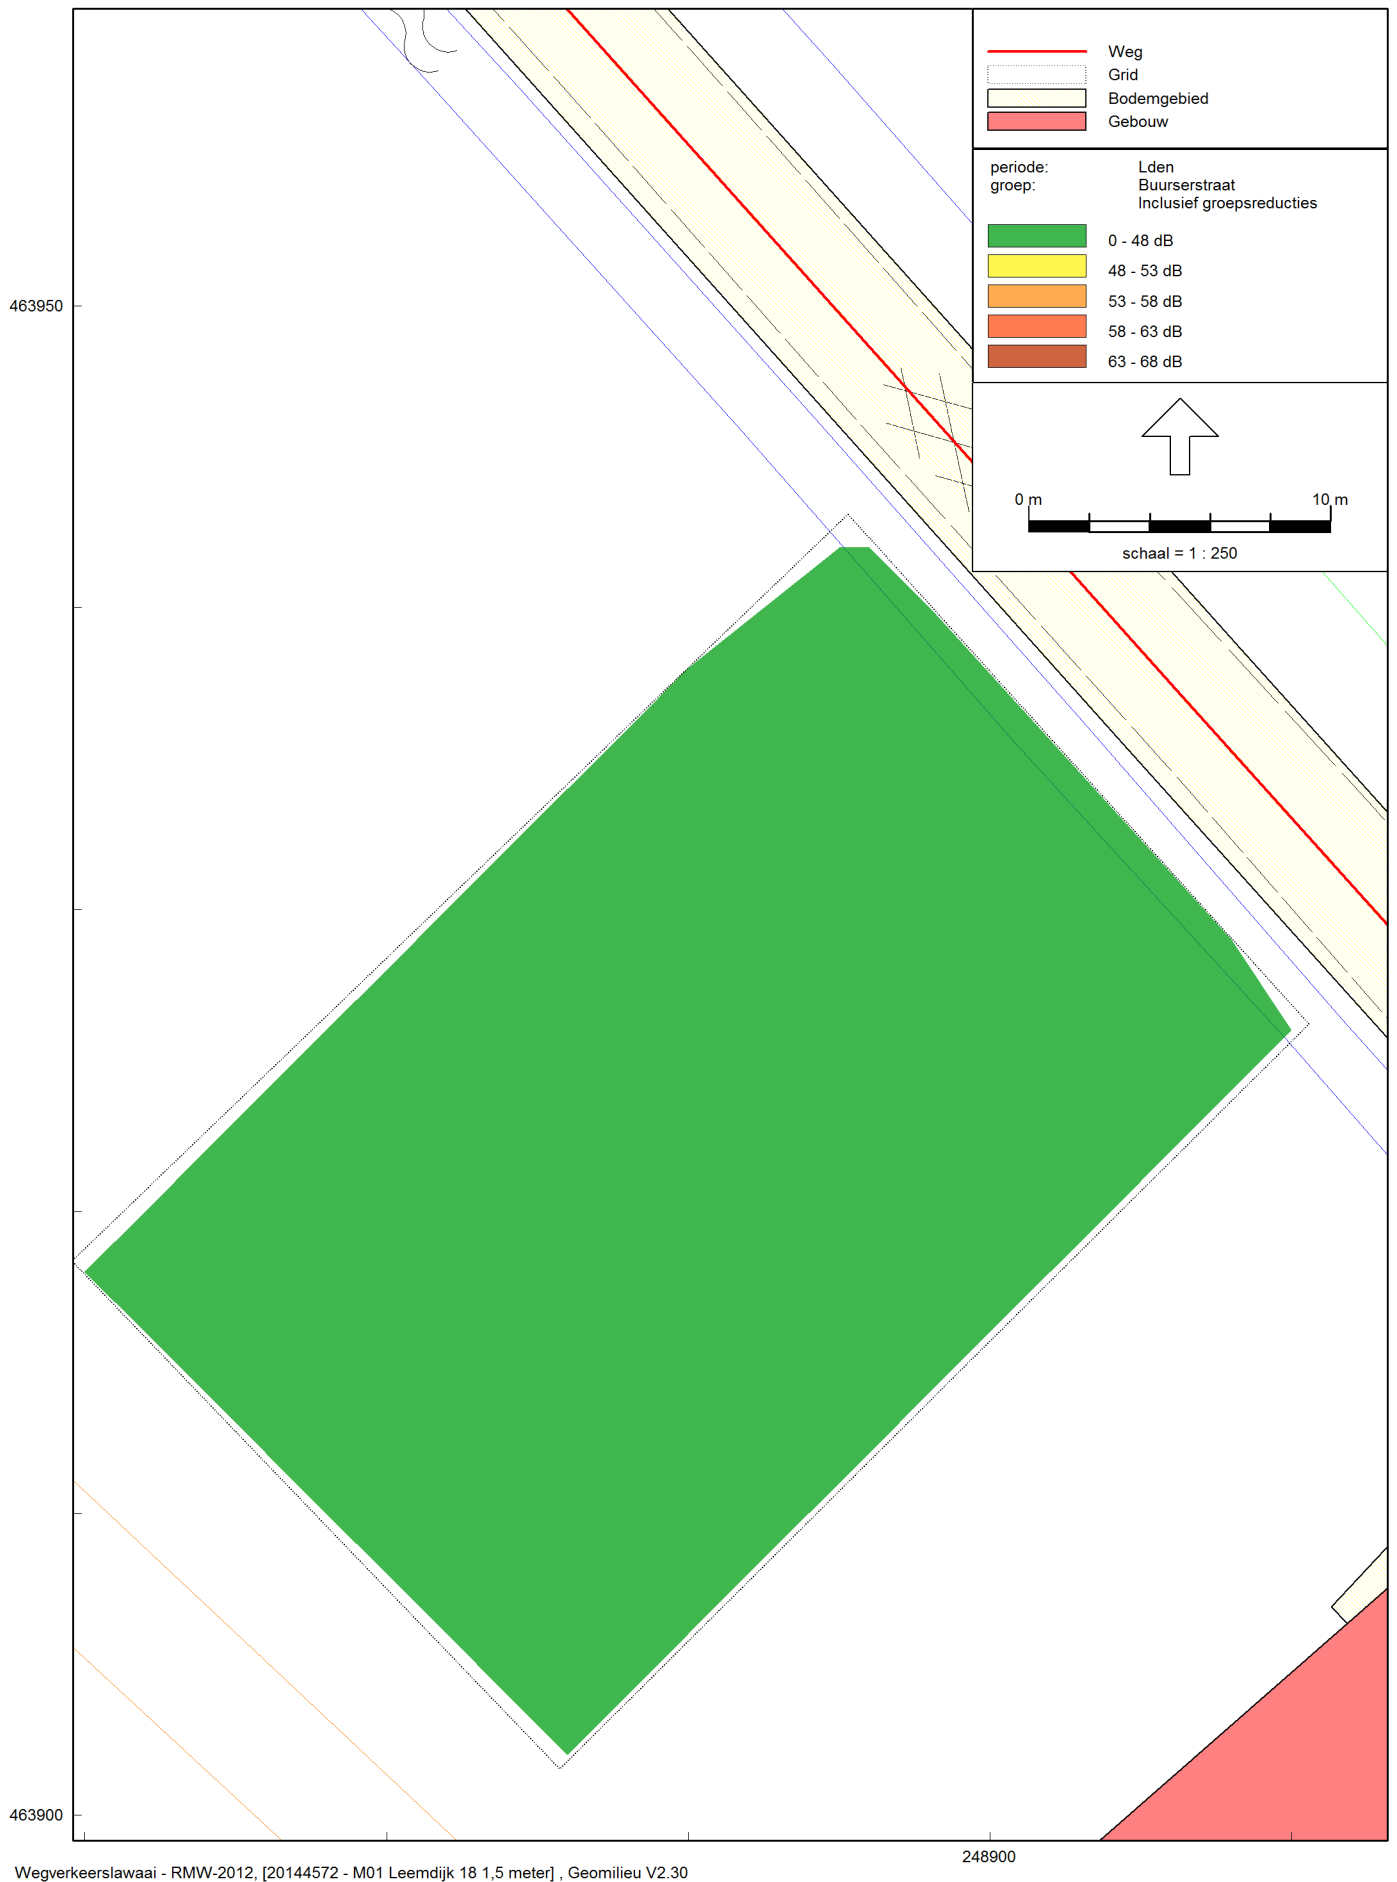 Weg
Grid
Bodemgebied
Gebouw
periode: Lden
groep: Buurserstraat
Inclusief groepsreducties
0 - 48 dB
48 - 53 dB
53 - 58 dB
58 - 63 dB
63 - 68 dB
0 m 10 m
schaal = 1 : 250
463950
463900
248900
Wegverkeerslawaai - RMW-2012, [20144572 - M01 Leemdijk 18 1,5 meter] , Geomilieu V2.30